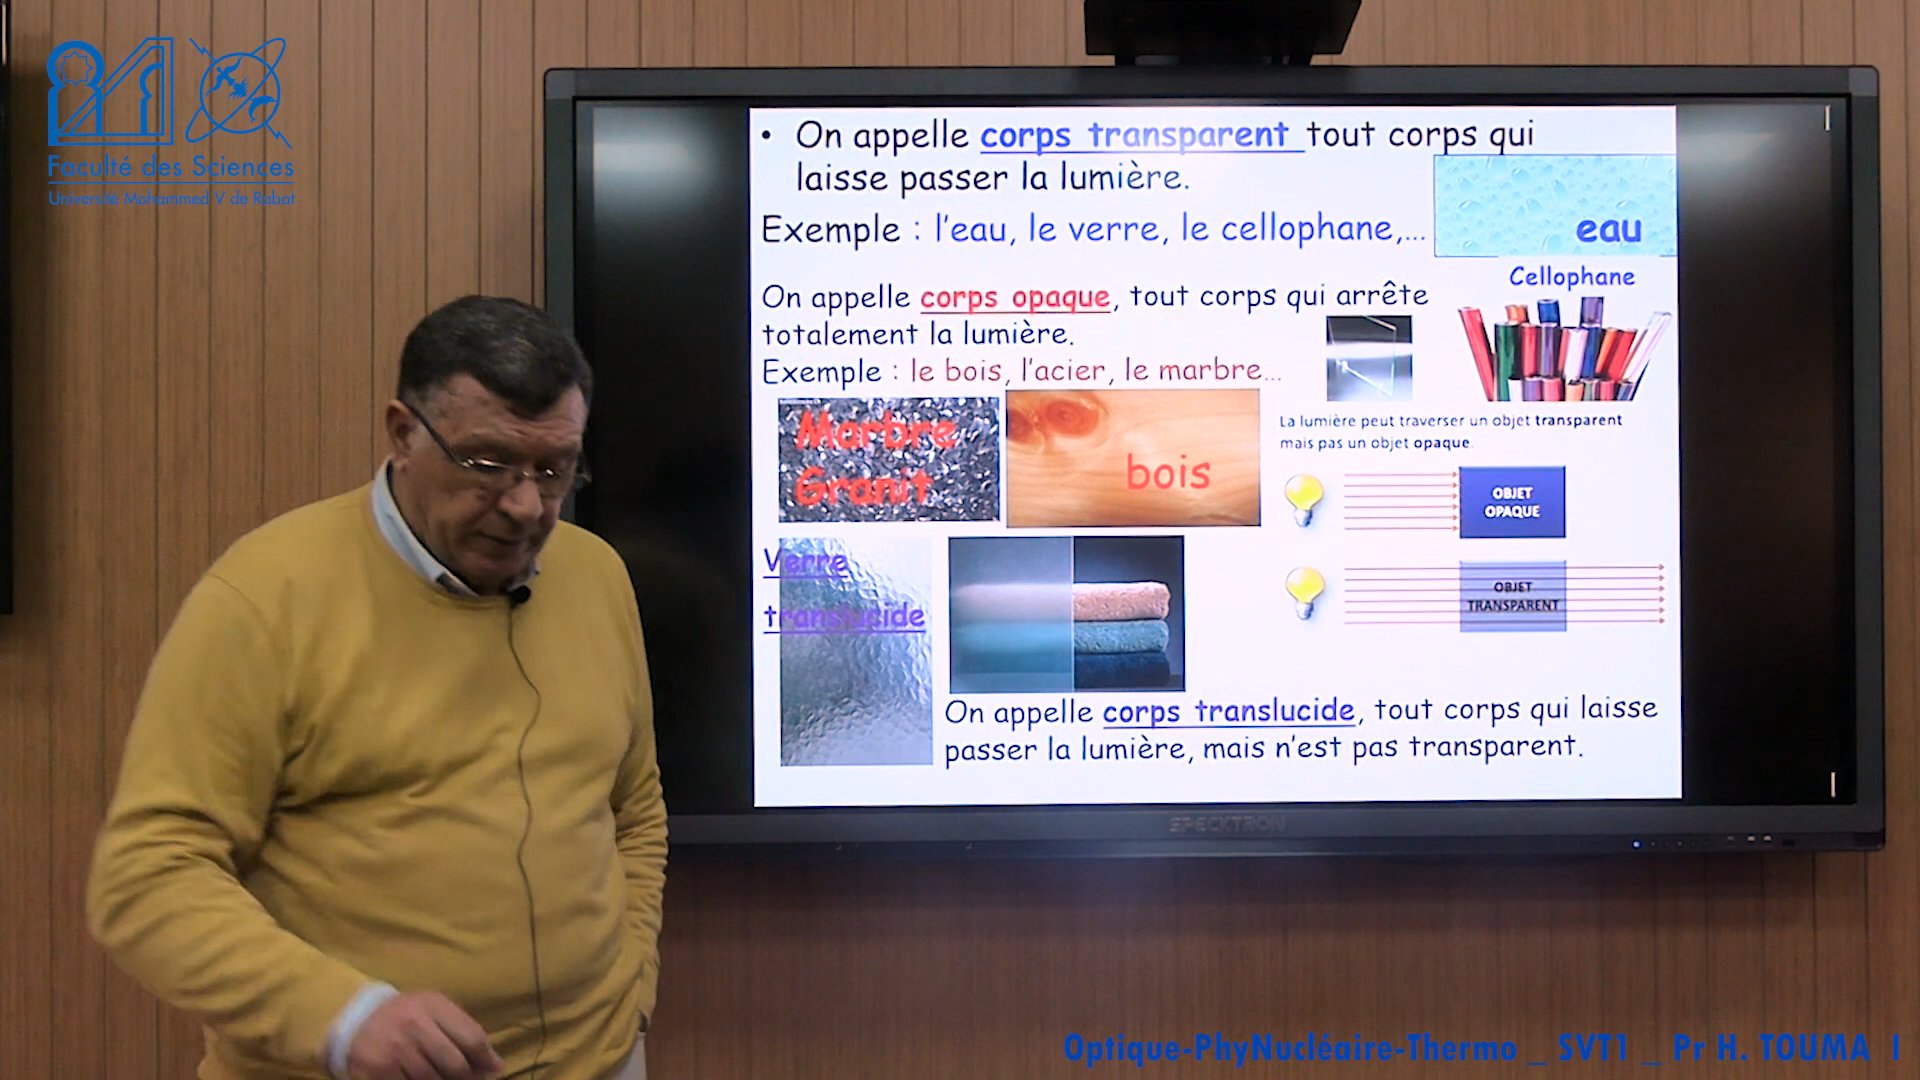 Faculté des Sciences
Université Mohammed V de Rabat
• On appelle corps transparent tout corps qui
laisse passer la lumière.
eau
Exemple : l'eau, le verre, le cellophane,...
Cellophane
On appelle corps opaque, tout corps qui arrête
totalement la lumière.
Exemple : le bois, l'acier, le marbre...
Marbre
Granit
bois
La lumière peut traverser un objet transparent
mais pas un objet opaque.
OBJET
OPAQUE
OBJET
TRANSPARENT
Verre
translucide
On appelle corps translucide, tout corps qui laisse
passer la lumière, mais n'est pas transparent.
SPECKTRON
Optique-PhyNucléaire-Thermo _ SVT1 _ Pr H. TOUMA I